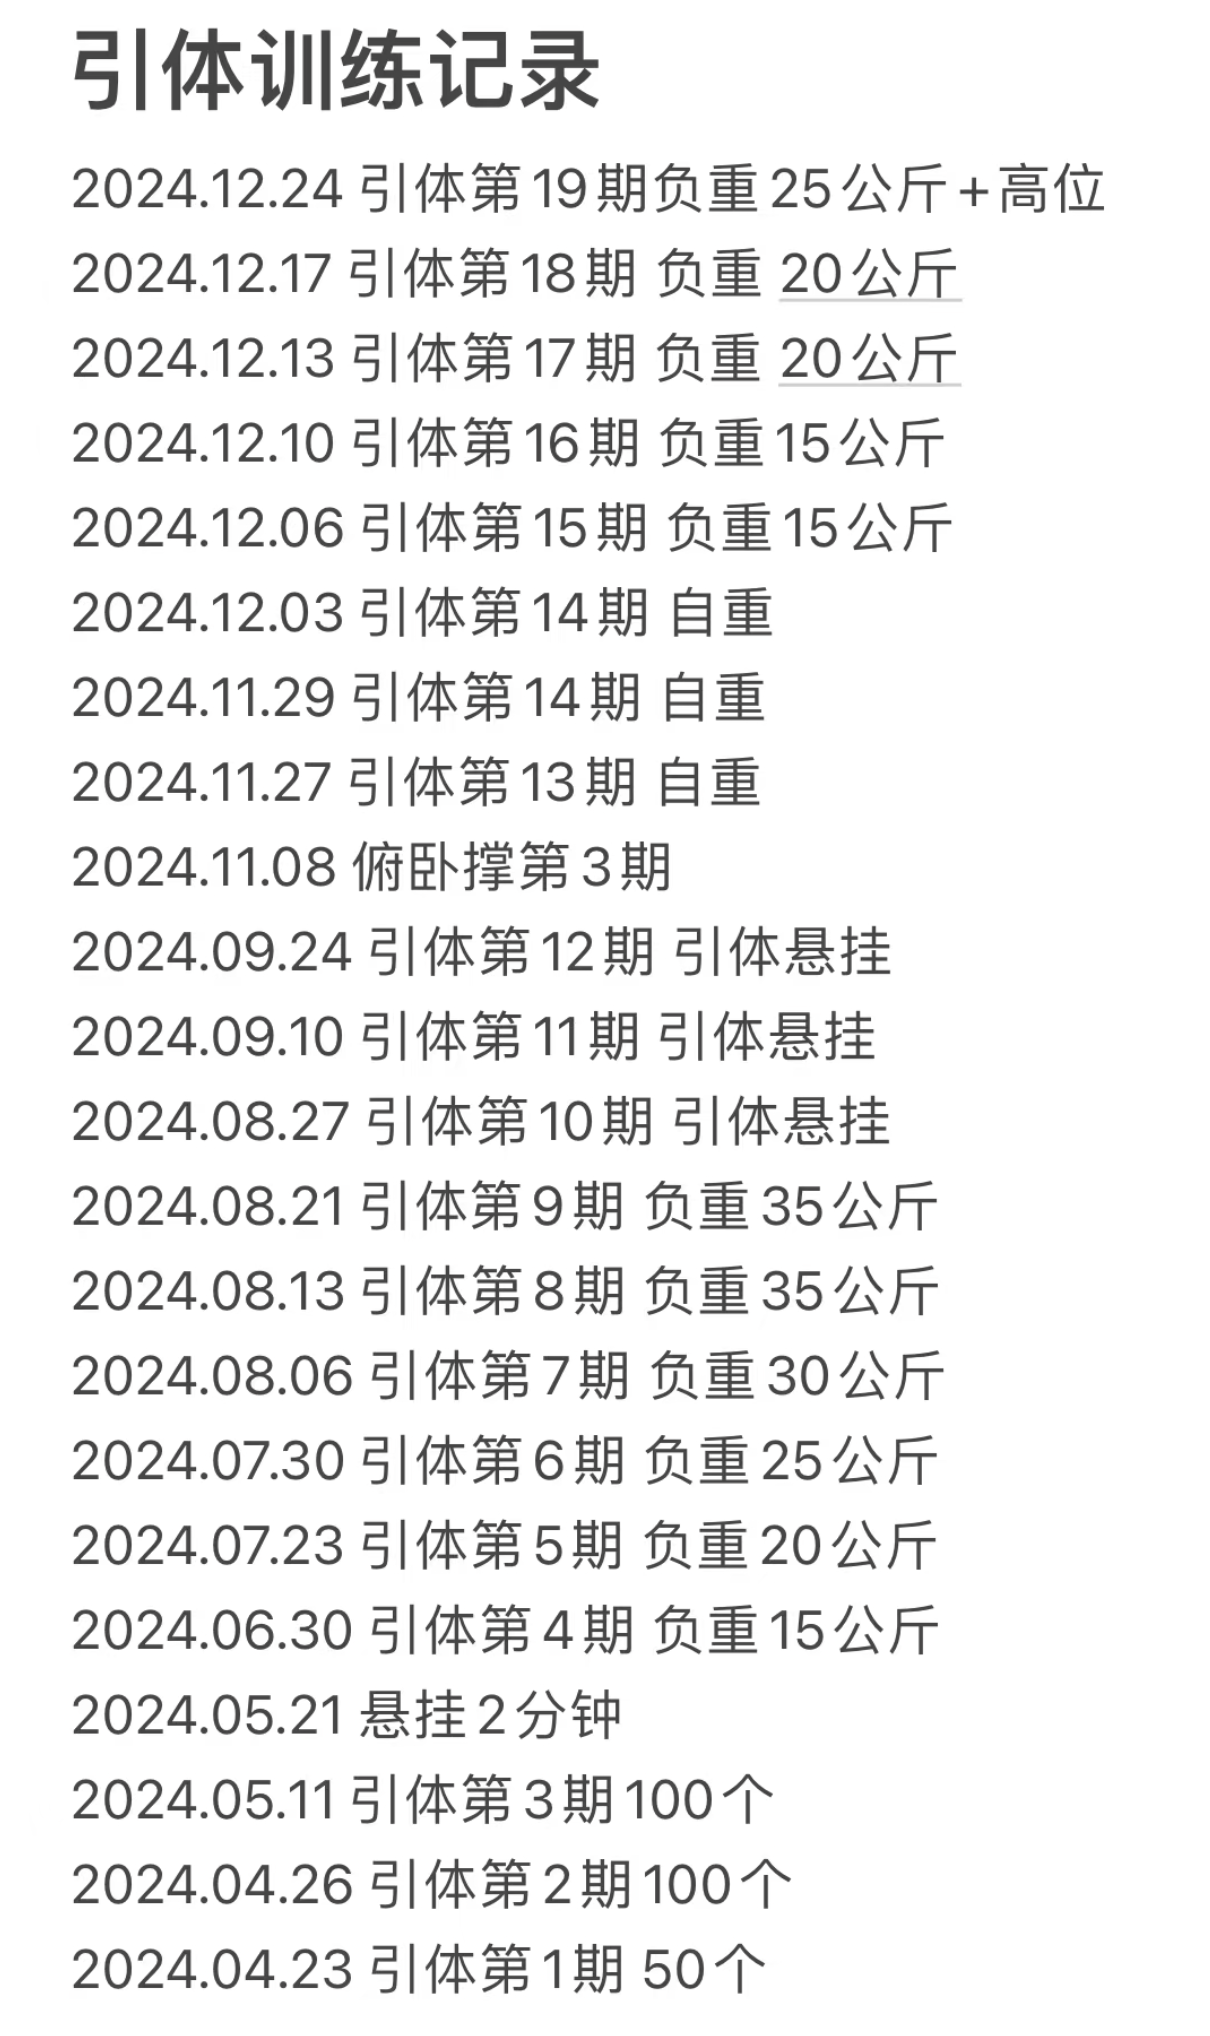 引体训练记录
2024.12.24 引体第19期负重25公斤+高位
2024.12.17 引体第18期 负重 20公斤
2024.12.13 引体第17期 负重 20公斤
2024.12.10 引体第16期 负重15公斤
2024.12.06 引体第15期 负重15公斤
2024.12.03 引体第14期 自重
2024.11.29 引体第14期 自重
2024.11.27 引体第13期 自重
2024.11.08 俯卧撑第3期
2024.09.24 引体第12期 引体悬挂
2024.09.10 引体第11期 引体悬挂
2024.08.27 引体第10期 引体悬挂
2024.08.21 引体第9期 负重35公斤
2024.08.13 引体第8期 负重35公斤
2024.08.06 引体第7期 负重30公斤
2024.07.30 引体第6期 负重25公斤
2024.07.23 引体第5期 负重20公斤
2024.06.30 引体第4期 负重15公斤
2024.05.21 悬挂2分钟
2024.05.11 引体第3期100个
2024.04.26 引体第2期100个
2024.04.23 引体第1期 50个